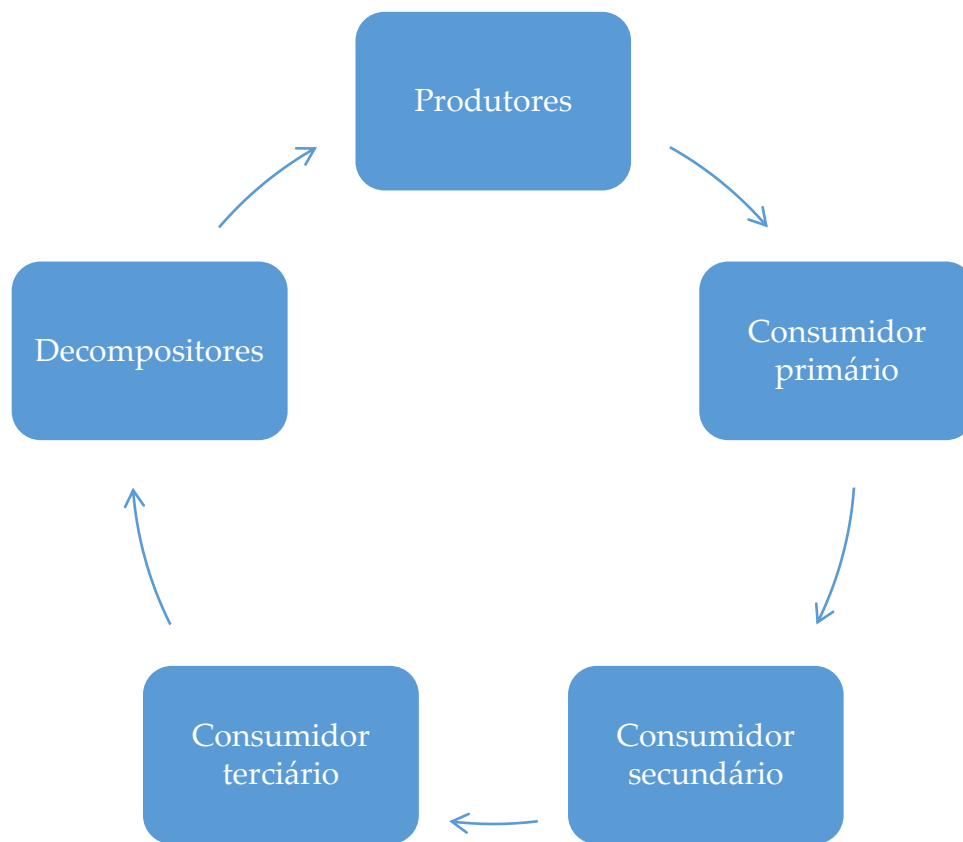 Produtores
Consumidor
primário
Consumidor
secundário
Consumidor
terciário
Decompositores